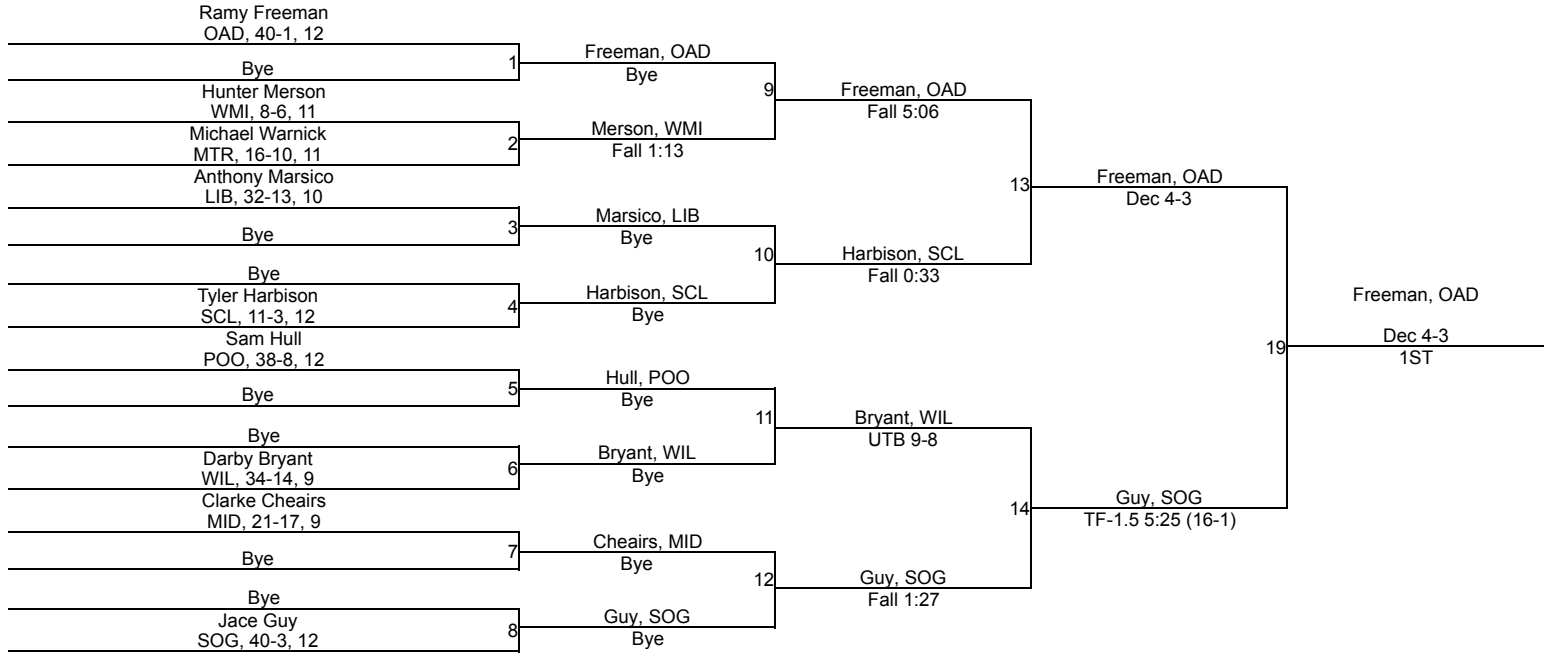 Ramy Freeman
OAD, 40-1, 12
Bye
1
Hunter Merson
WMI, 8-6, 11
Michael Warnick
MTR, 16-10, 11
2
Anthony Marsico
LIB, 32-13, 10
Bye
3
Bye
Tyler Harbison
SCL, 11-3, 12
4
Sam Hull
POO, 38-8, 12
Bye
5
Bye
Darby Bryant
WIL, 34-14, 9
6
Clarke Cheairs
MID, 21-17, 9
Bye
7
Bye
Jace Guy
SOG, 40-3, 12
8
Freeman, OAD
Bye
9
Merson, WMI
Fall 1:13
Marsico, LIB
Bye
10
Harbison, SCL
Bye
Hull, POO
Bye
11
Bryant, WIL
Bye
Cheairs, MID
Bye
12
Guy, SOG
Bye
Freeman, OAD
Fall 5:06
13
Harbison, SCL
Fall 0:33
Bryant, WIL
UTB 9-8
14
Guy, SOG
Fall 1:27
Freeman, OAD
Dec 4-3
19
Guy, SOG
TF-1.5 5:25 (16-1)
Freeman, OAD
Dec 4-3
1ST